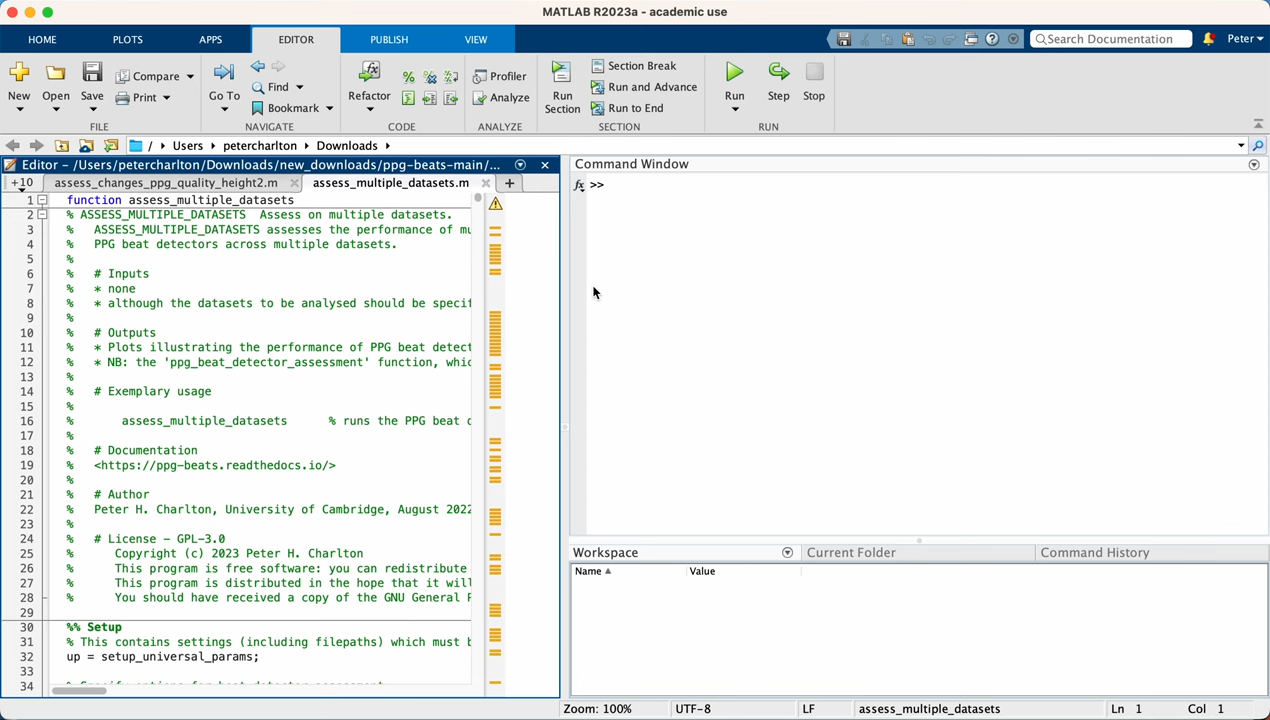 MATLAB R2023a - academic use
HOME PLOTS APPS EDITOR PUBLISH VIEW Search Documentation Peter
New Open Save Compare Print
FILE
Go To Find Bookmark
NAVIGATE
Refactor
CODE
Profiler Analyze
ANALYZE
Run Section Section Break Run and Advance Run to End
SECTION
Run Step Stop
RUN
/ Users petercharlton Downloads
Editor - /Users/petercharlton/Downloads/new_downloads/ppg-beats-main/...
+10 assess_changes_ppg_quality_height2.m assess_multiple_datasets.m
1 function assess_multiple_datasets
2 % ASSESS_MULTIPLE_DATASETS Assess on multiple datasets.
3 % ASSESS_MULTIPLE_DATASETS assesses the performance of mu
4 % PPG beat detectors across multiple datasets.
5 %
6 % # Inputs
7 % * none
8 % * although the datasets to be analysed should be specif
9 %
10 % # Outputs
11 % * Plots illustrating the performance of PPG beat detect
12 % * NB: the 'ppg_beat_detector_assessment' function, whic
13 %
14 % # Exemplary usage
15 %
16 % assess_multiple_datasets % runs the PPG beat d
17 %
18 % # Documentation
19 % <https://ppg-beats.readthedocs.io/>
20 %
21 % # Author
22 % Peter H. Charlton, University of Cambridge, August 2022
23 %
24 % # License - GPL-3.0
25 % Copyright (c) 2023 Peter H. Charlton
26 % This program is free software: you can redistribute
27 % This program is distributed in the hope that it will
28 % You should have received a copy of the GNU General P
29
30 %% Setup
31 % This contains settings (including filepaths) which must b
32 up = setup_universal_params;
33
34
Command Window
fx >>
Workspace Current Folder Command History
Name Value
Zoom: 100% UTF-8 LF assess_multiple_datasets Ln 1 Col 1